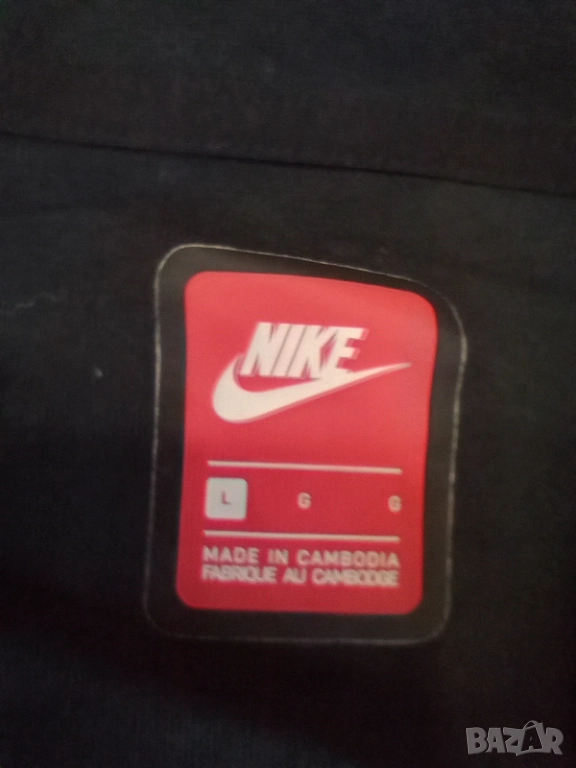 NIKE
L G G
MADE IN CAMBODIA
FABRIQUE AU CAMBODGE
BAZAR